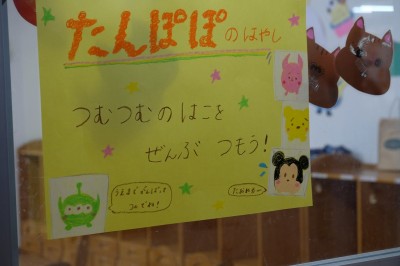 たんぽぽのはやし
つむつむのはこを
ぜんぶ つもう！